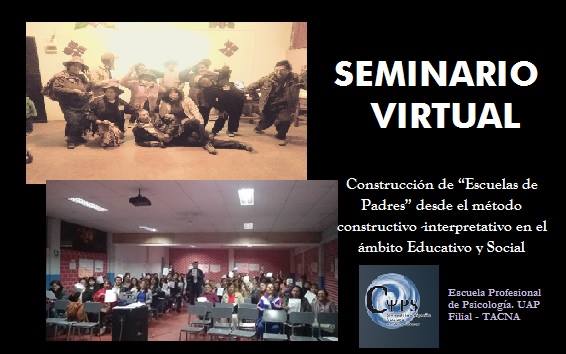 SEMINARIO
VIRTUAL
Construcción de “Escuelas de
Padres” desde el método
constructivo -interpretativo en el
ámbito Educativo y Social
Escuela Profesional
de Psicología. UAP
Filial - TACNA